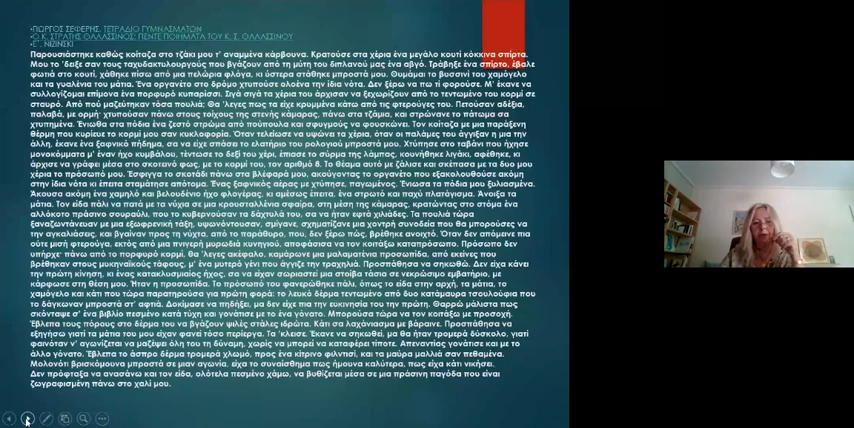 •ΓΙΩΡΓΟΣ ΣΕΦΕΡΗΣ, ΤΕΤΡΑΔΙΟ ΓΥΜΝΑΣΜΑΤΩΝ
•Ο Κ. ΣΤΡΑΤΗΣ ΘΑΛΑΣΣΙΝΟΣ: ΠΕΝΤΕ ΠΟΙΗΜΑΤΑ ΤΟΥ Κ. Σ. ΘΑΛΑΣΣΙΝΟΥ
•Ε΄. ΝΙΖΙΝΣΚΙ
Παρουσιάστηκε καθώς κοίταζα στο τζάκι μου τ' αναμμένα κάρβουνα. Κρατούσε στα χέρια ένα μεγάλο κουτί κόκκινα σπίρτα.
Μου το 'δειξε σαν τους ταχυδακτυλουργούς που βγάζουν από τη μύτη του διπλανού μας ένα αβγό. Τράβηξε ένα σπίρτο, έβαλε
φωτιά στο κουτί, χάθηκε πίσω από μια πελώρια φλόγα, κι ύστερα στάθηκε μπροστά μου. Θυμάμαι το βυσσινί του χαμόγελο
και τα γυαλένια του μάτια. Ένα οργανέτο στο δρόμο χτυπούσε ολοένα την ίδια νότα. Δεν ξέρω να πω τί φορούσε. Μ' έκανε να
συλλογίζομαι επίμονα ένα πορφυρό κυπαρίσσι. Σιγά σιγά τα χέρια του άρχισαν να ξεχωρίζουν από το τεντωμένο του κορμί σε
σταυρό. Από πού μαζεύτηκαν τόσα πουλιά; Θα 'λεγες πως τα είχε κρυμμένα κάτω από τις φτερούγες του. Πετούσαν αδέξια,
παλαβά, με ορμή· χτυπούσαν πάνω στους τοίχους της στενής κάμαρας, πάνω στα τζάμια, και στρώνανε το πάτωμα σα
χτυπημένα. Ένιωθα στα πόδια ένα ζεστό στρώμα από πούπουλα και σφυγμούς να φουσκώνει. Τον κοίταζα με μια παράξενη
θέρμη που κυρίευε το κορμί μου σαν κυκλοφορία. Όταν τελείωσε να υψώνει τα χέρια, όταν οι παλάμες του άγγιξαν η μια την
άλλη, έκανε ένα ξαφνικό πήδημα, σα να είχε σπάσει το ελατήριο του ρολογιού μπροστά μου. Χτύπησε στο ταβάνι που ήχησε
μονοκόμματα μ' έναν ήχο κυμβάλου, τέντωσε το δεξί του χέρι, έπιασε το σύρμα της λάμπας, κουνήθηκε λιγάκι, αφέθηκε, κι
άρχισε να γράφει μέσα στο σκοτεινό φως, με το κορμί του, τον αριθμό 8. Το θέαμα αυτό με ζάλισε και σκέπασα με τα δυο μου
χέρια το πρόσωπό μου. Έσφιγγα το σκοτάδι πάνω στα βλέφαρά μου, ακούγοντας το οργανέτο που εξακολουθούσε ακόμη
στην ίδια νότα κι έπειτα σταμάτησε απότομα. Ένας ξαφνικός αέρας με χτύπησε, παγωμένος. Ένιωσα τα πόδια μου ξυλιασμένα.
Άκουσα ακόμη ένα χαμηλό και βελουδένιο ήχο φλογέρας, κι αμέσως έπειτα, ένα στρωτό και παχύ πλατάγισμα. Άνοιξα τα
μάτια. Τον είδα πάλι να πατά με τα νύχια σε μια κρουσταλλένια σφαίρα, στη μέση της κάμαρας, κρατώντας στο στόμα ένα
αλλόκοτο πράσινο σουραύλι, που το κυβερνούσαν τα δάχτυλά του, σα να ήταν εφτά χιλιάδες. Τα πουλιά τώρα
ξαναζωντάνευαν με μια εξωφρενική τάξη, υψωνόντουσαν, σμίγανε, σχημάτιζαν μια χοντρή συνοδεία που θα μπορούσες να
την αγκαλιάσεις, και βγαίναν προς τη νύχτα, από το παράθυρο, που, δεν ξέρω πώς, βρέθηκε ανοιχτό. Όταν δεν απόμεινε πια
ούτε μισή φτερούγα, εκτός από μια πνιγερή μυρωδιά κυνηγιού, αποφάσισα να τον κοιτάξω καταπρόσωπο. Πρόσωπο δεν
υπήρχε· πάνω από το πορφυρό κορμί, θα 'λεγες ακέφαλο, καμάρωνε μια μαλαματένια προσωπίδα, από εκείνες που
βρέθηκαν στους μυκηναϊκούς τάφους, μ' ένα μυτερό γένι που άγγιζε την τραχηλιά. Προσπάθησα να σηκωθώ. Δεν είχα κάνει
την πρώτη κίνηση, κι ένας κατακλυσμιαίος ήχος, σα να είχαν σωριαστεί μια στοίβα τάσια σε νεκρώσιμο εμβατήριο, με
κάρφωσε στη θέση μου. Ήταν η προσωπίδα. Το πρόσωπό του φανερώθηκε πάλι, όπως το είδα στην αρχή, τα μάτια, το
χαμόγελο και κάτι που τώρα παρατηρούσα για πρώτη φορά: το λευκό δέρμα τεντωμένο από δυο κατάμαυρα τσουλούφια που
το δάγκωναν μπροστά στ' αφτιά. Δοκίμασε να πηδήξει, μα δεν είχε πια την ευκινησία του την πρώτη. Θαρρώ μάλιστα πως
σκόνταψε σ' ένα βιβλίο πεσμένο κατά τύχη και γονάτισε με το ένα γόνατο. Μπορούσα τώρα να τον κοιτάξω με προσοχή.
Έβλεπα τους πόρους στο δέρμα του να βγάζουν ψιλές στάλες ιδρώτα. Κάτι σα λαχάνιασμα με βάραινε. Προσπάθησα να
εξηγήσω γιατί τα μάτια του μου είχαν φανεί τόσο περίεργα. Τα 'κλεισε. Έκανε να σηκωθεί, μα θα ήταν τρομερά δύσκολο, γιατί
φαινόταν ν' αγωνίζεται να μαζέψει όλη του τη δύναμη, χωρίς να μπορεί να καταφέρει τίποτε. Απεναντίας γονάτισε και με το
άλλο γόνατο. Έβλεπα το άσπρο δέρμα τρομερά χλωμό, προς ένα κίτρινο φιλντισί, και τα μαύρα μαλλιά σαν πεθαμένα.
Μολονότι βρισκόμουνα μπροστά σε μιαν αγωνία, είχα το συναίσθημα πως ήμουνα καλύτερα, πως είχα κάτι νικήσει.
Δεν πρόφταξα να ανασάνω και τον είδα, ολότελα πεσμένο χάμω, να βυθίζεται μέσα σε μια πράσινη παγόδα που είναι
ζωγραφισμένη πάνω στο χαλί μου.